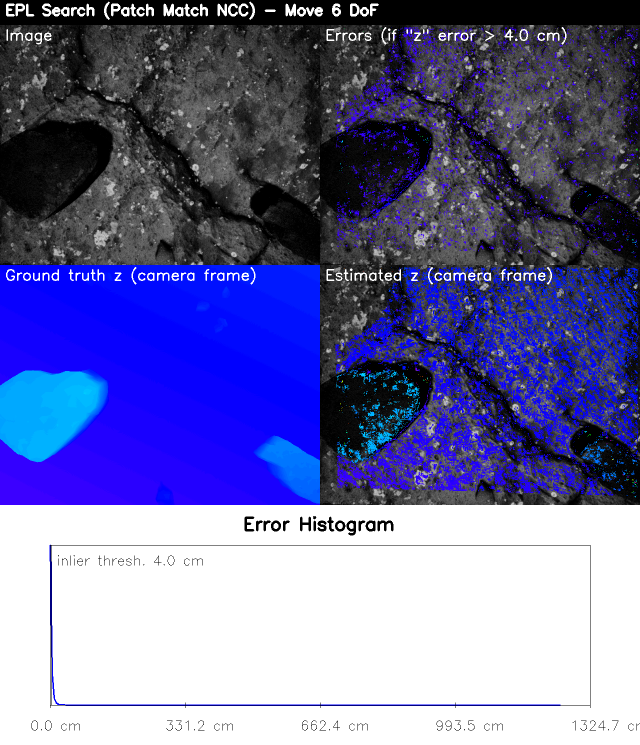 EPL Search (Patch Match NCC) - Move 6 DoF
Image
Errors (if "z" error > 4.0 cm)
Ground truth z (camera frame)
Estimated z (camera frame)
Error Histogram
inlier thresh. 4.0 cm
0.0 cm 331.2 cm 662.4 cm 993.5 cm 1324.7 cm